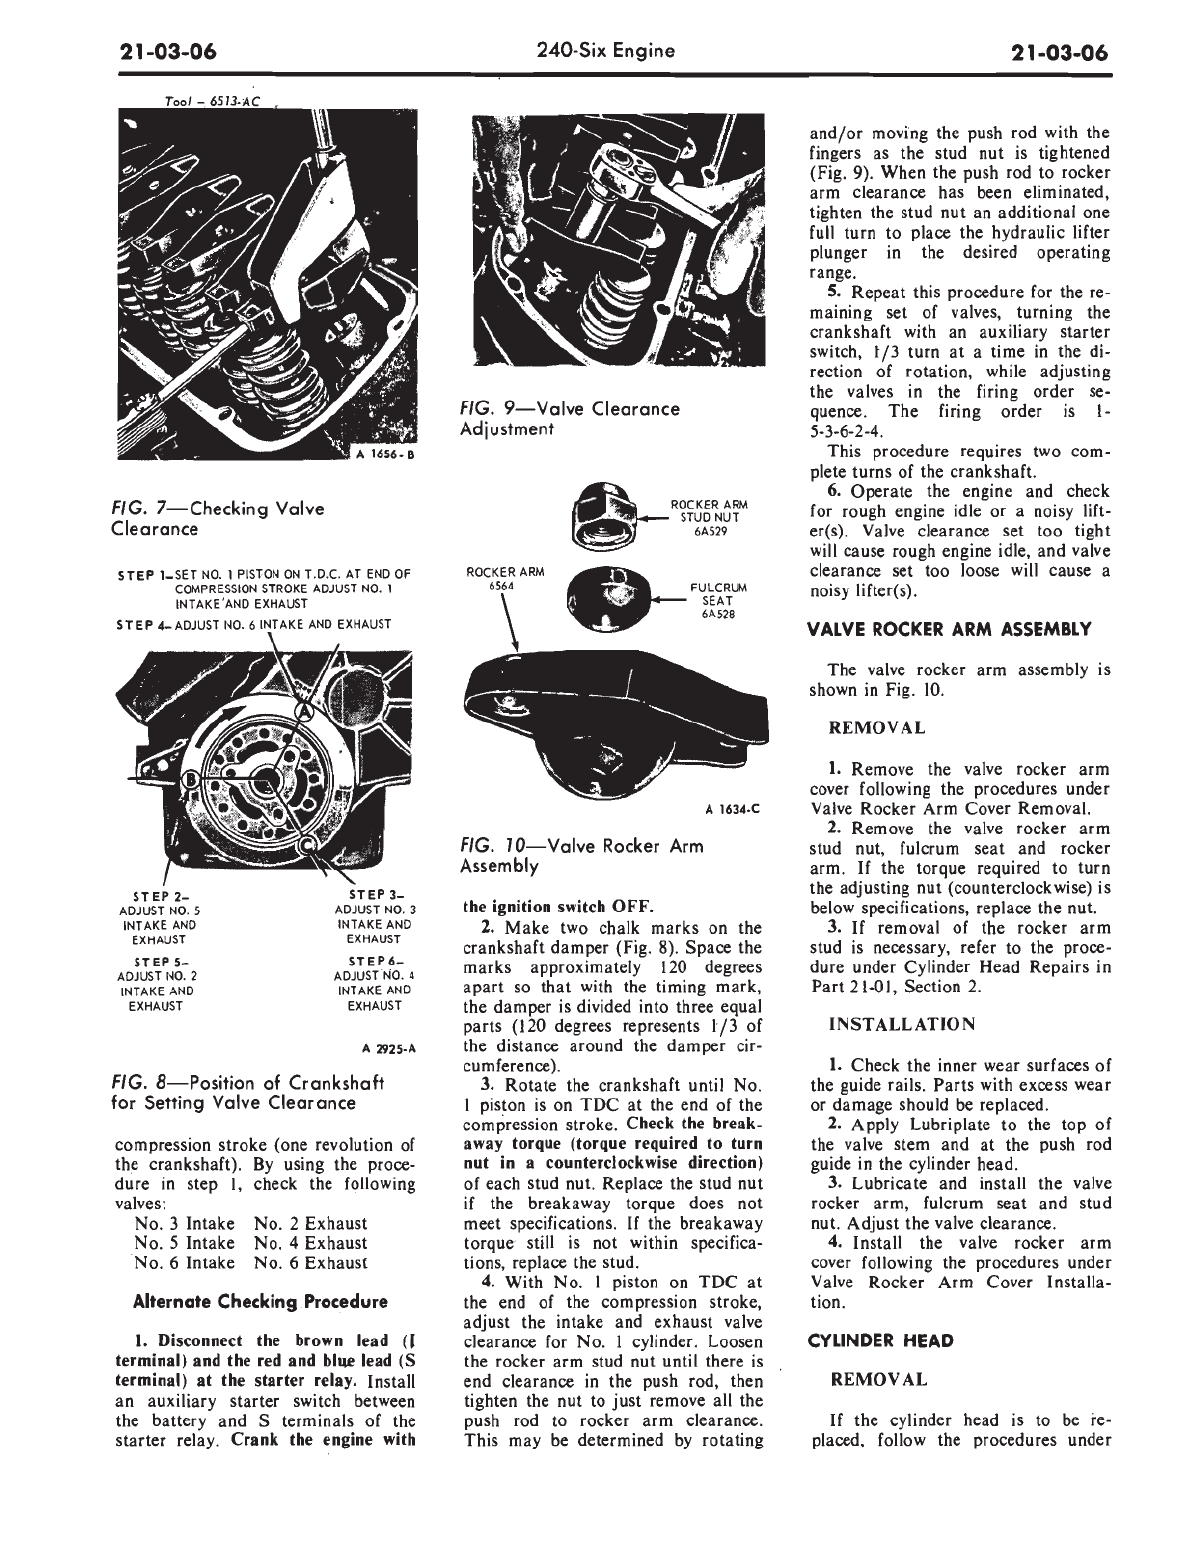 21-03-06
240-Six Engine
21-03-06
Tool - 6513-AC
A 1656-B
FIG. 7—Checking Valve
Clearance
STEP 1-SET NO. 1 PISTON ON T.D.C. AT END OF
COMPRESSION STROKE ADJUST NO. 1
INTAKE AND EXHAUST
STEP 4-ADJUST NO. 6 INTAKE AND EXHAUST
A
B
C
STEP 2-
ADJUST NO. 5
INTAKE AND
EXHAUST
STEP 5-
ADJUST NO. 2
INTAKE AND
EXHAUST
STEP 3-
ADJUST NO. 3
INTAKE AND
EXHAUST
STEP 6-
ADJUST NO. 4
INTAKE AND
EXHAUST
A 2925-A
FIG. 8—Position of Crankshaft
for Setting Valve Clearance
compression stroke (one revolution of
the crankshaft). By using the proce-
dure in step 1, check the following
valves:
No. 3 Intake No. 2 Exhaust
No. 5 Intake No. 4 Exhaust
No. 6 Intake No. 6 Exhaust
Alternate Checking Procedure
1. Disconnect the brown lead (I
terminal) and the red and blue lead (S
terminal) at the starter relay. Install
an auxiliary starter switch between
the battery and S terminals of the
starter relay. Crank the engine with
FIG. 9—Valve Clearance
Adjustment
ROCKER ARM
STUD NUT
6A529
ROCKER ARM
6564
FULCRUM
SEAT
6A528
A 1634-C
FIG. 10—Valve Rocker Arm
Assembly
the ignition switch OFF.
2. Make two chalk marks on the
crankshaft damper (Fig. 8). Space the
marks approximately 120 degrees
apart so that with the timing mark,
the damper is divided into three equal
parts (120 degrees represents 1/3 of
the distance around the damper cir-
cumference).
3. Rotate the crankshaft until No.
1 piston is on TDC at the end of the
compression stroke. Check the break-
away torque (torque required to turn
nut in a counterclockwise direction)
of each stud nut. Replace the stud nut
if the breakaway torque does not
meet specifications. If the breakaway
torque still is not within specifica-
tions, replace the stud.
4. With No. 1 piston on TDC at
the end of the compression stroke,
adjust the intake and exhaust valve
clearance for No. 1 cylinder. Loosen
the rocker arm stud nut until there is
end clearance in the push rod, then
tighten the nut to just remove all the
push rod to rocker arm clearance.
This may be determined by rotating
and/or moving the push rod with the
fingers as the stud nut is tightened
(Fig. 9). When the push rod to rocker
arm clearance has been eliminated,
tighten the stud nut an additional one
full turn to place the hydraulic lifter
plunger in the desired operating
range.
5. Repeat this procedure for the re-
maining set of valves, turning the
crankshaft with an auxiliary starter
switch, 1/3 turn at a time in the di-
rection of rotation, while adjusting
the valves in the firing order se-
quence. The firing order is 1-
5-3-6-2-4.
This procedure requires two com-
plete turns of the crankshaft.
6. Operate the engine and check
for rough engine idle or a noisy lift-
er(s). Valve clearance set too tight
will cause rough engine idle, and valve
clearance set too loose will cause a
noisy lifter(s).
VALVE ROCKER ARM ASSEMBLY
The valve rocker arm assembly is
shown in Fig. 10.
REMOVAL
1. Remove the valve rocker arm
cover following the procedures under
Valve Rocker Arm Cover Removal.
2. Remove the valve rocker arm
stud nut, fulcrum seat and rocker
arm. If the torque required to turn
the adjusting nut (counterclockwise) is
below specifications, replace the nut.
3. If removal of the rocker arm
stud is necessary, refer to the proce-
dure under Cylinder Head Repairs in
Part 21-01, Section 2.
INSTALLATION
1. Check the inner wear surfaces of
the guide rails. Parts with excess wear
or damage should be replaced.
2. Apply Lubriplate to the top of
the valve stem and at the push rod
guide in the cylinder head.
3. Lubricate and install the valve
rocker arm, fulcrum seat and stud
nut. Adjust the valve clearance.
4. Install the valve rocker arm
cover following the procedures under
Valve Rocker Arm Cover Installa-
tion.
CYLINDER HEAD
REMOVAL
If the cylinder head is to be re-
placed, follow the procedures under